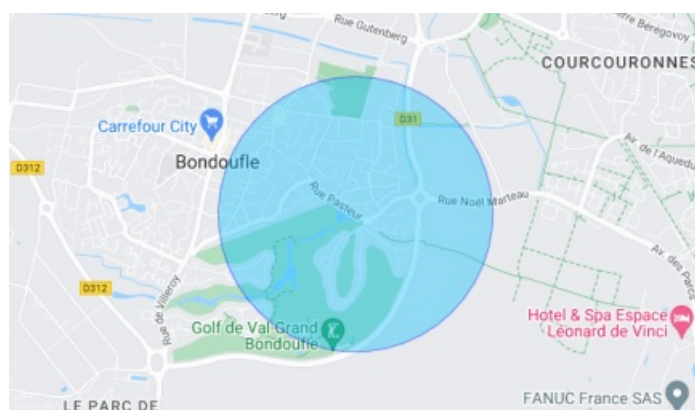 Rue Gutenberg
Pierre Bérégovoy
COURCOURONNES
Carrefour City
D31
Bondoufle
Av. de l'Aqueduc
D312
Rue Pasteur
Rue Noël Marteau
Av. des Parcs
D312
Rue de Villeroy
Golf de Val Grand
Bondoufle
Hotel & Spa Espace
Léonard de Vinci
FANUC France SAS
LE PARC DE